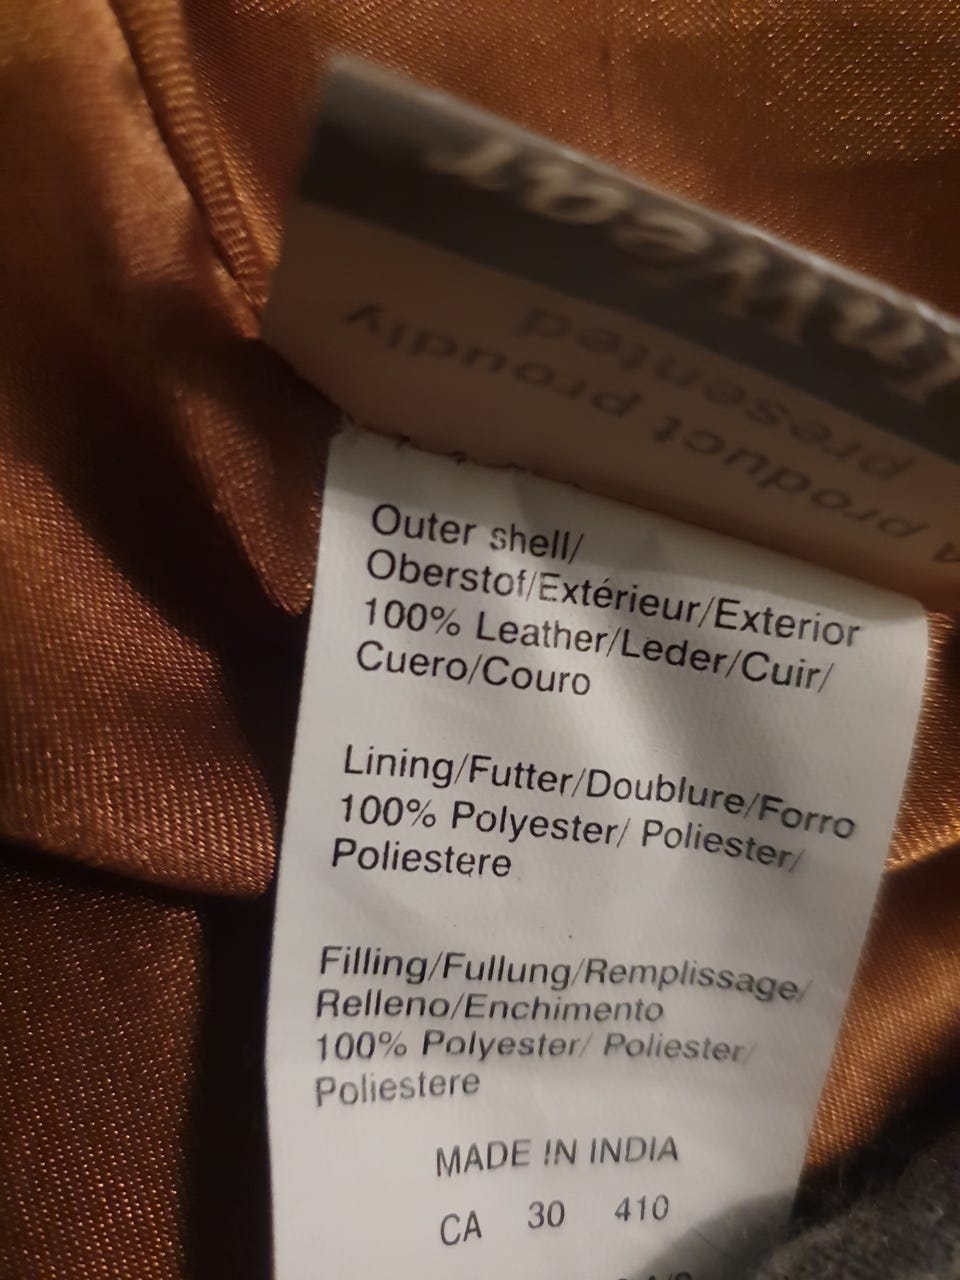 A product proudly
presented
Outer shell/
Oberstof/Extérieur/Exterior
100% Leather/Leder/Cuir/
Cuero/Couro
Lining/Futter/Doublure/Forro
100% Polyester/ Poliester/
Poliestere
Filling/Fullung/Remplissage/
Relleno/Enchimento
100% Polyester/ Poliester/
Poliestere
MADE IN INDIA
CA 30 410